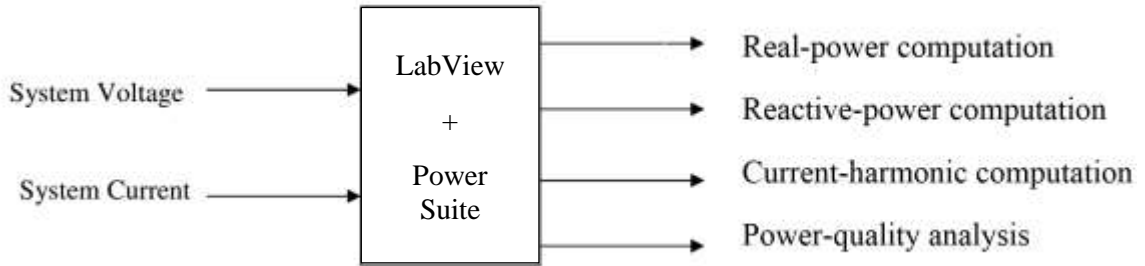 System Voltage
System Current
LabView
+
Power
Suite
Real-power computation
Reactive-power computation
Current-harmonic computation
Power-quality analysis